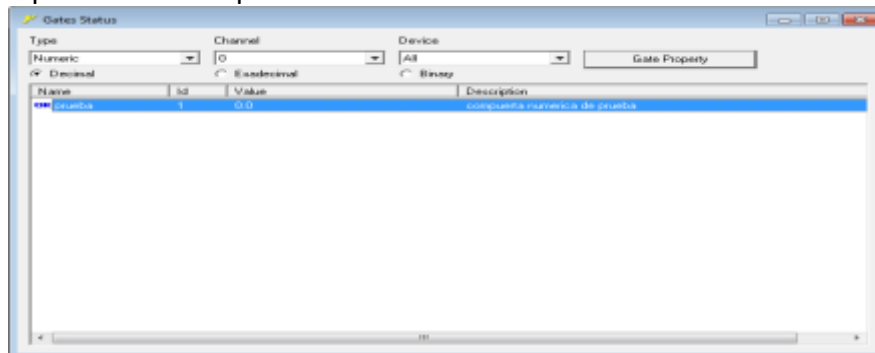 Gates Status
Type Channel Device
Numeric 0 All Gate Property
Decimal Exadecimal Binary
Name Id Value Description
prueba 1 0.0 compuerta numerica de prueba